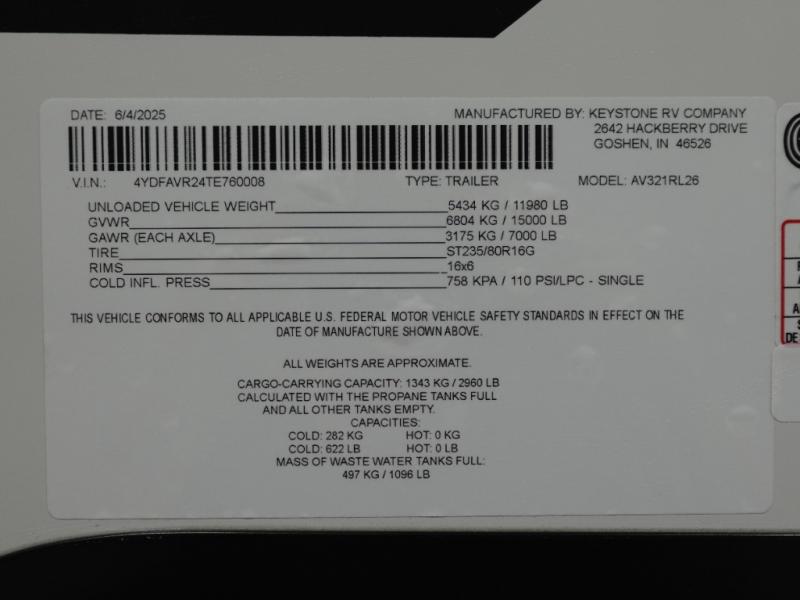 DATE: 6/4/2025
MANUFACTURED BY: KEYSTONE RV COMPANY
2642 HACKBERRY DRIVE
GOSHEN, IN 46526
V.I.N.: 4YDFAVR24TE760008 TYPE: TRAILER MODEL: AV321RL26
UNLOADED VEHICLE WEIGHT 5434 KG / 11980 LB
GVWR 6804 KG / 15000 LB
GAWR (EACH AXLE) 3175 KG / 7000 LB
TIRE ST235/80R16G
RIMS 16x6
COLD INFL. PRESS 758 KPA / 110 PSI/LPC - SINGLE
THIS VEHICLE CONFORMS TO ALL APPLICABLE U.S. FEDERAL MOTOR VEHICLE SAFETY STANDARDS IN EFFECT ON THE
DATE OF MANUFACTURE SHOWN ABOVE.
ALL WEIGHTS ARE APPROXIMATE.
CARGO-CARRYING CAPACITY: 1343 KG / 2960 LB
CALCULATED WITH THE PROPANE TANKS FULL
AND ALL OTHER TANKS EMPTY.
CAPACITIES:
COLD: 282 KG HOT: 0 KG
COLD: 622 LB HOT: 0 LB
MASS OF WASTE WATER TANKS FULL:
497 KG / 1096 LB